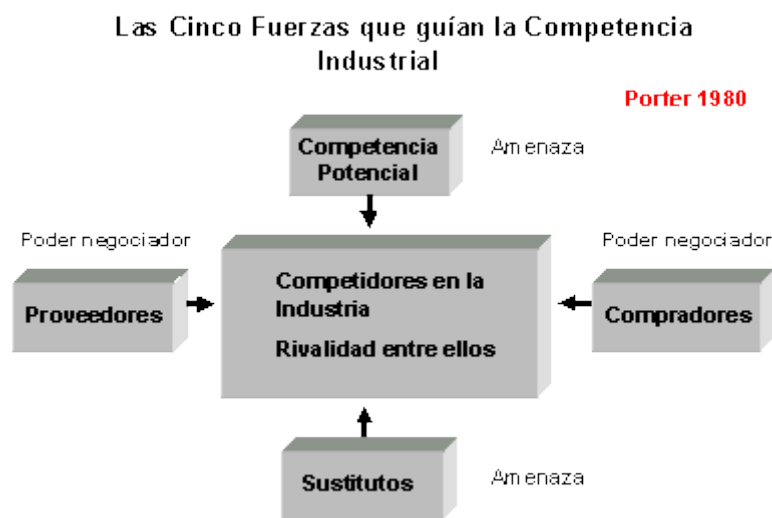 Las Cinco Fuerzas que guían la Competencia
Industrial
Porter 1980
Competencia
Potencial
Amenaza
Poder negociador
Proveedores
Competidores en la
Industria
Rivalidad entre ellos
Poder negociador
Compradores
Sustitutos
Amenaza